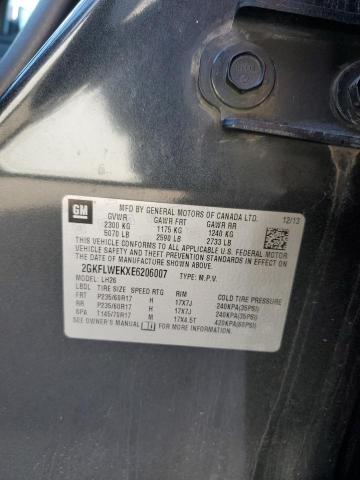 GM
MFD BY GENERAL MOTORS OF CANADA LTD.
12/13
GVWR GAWR FRT GAWR RR
2300 KG 1175 KG 1240 KG
5070 LB 2590 LB 2733 LB
THIS VEHICLE CONFORMS TO ALL APPLICABLE U.S. FEDERAL MOTOR
VEHICLE SAFETY AND THEFT PREVENTION STANDARDS IN EFFECT ON
THE DATE OF MANUFACTURE SHOWN ABOVE.
2GKFLWEKXE6206007 TYPE: M.P.V.
MODEL: LH26
LBDL TIRE SIZE SPEED RTG RIM COLD TIRE PRESSURE
FRT P235/60R17 H 17X7J 240KPA(35PSI)
RR P235/60R17 H 17X7J 240KPA(35PSI)
SPA T145/70R17 M 17X4.5T 420KPA(60PSI)
SEE OWNER'S MANUAL FOR ADDITIONAL INFORMATION.